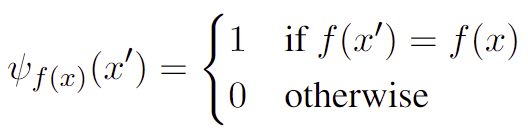 ψ_{f(x)}(x′) = { 1 if f(x′) = f(x)
0 otherwise